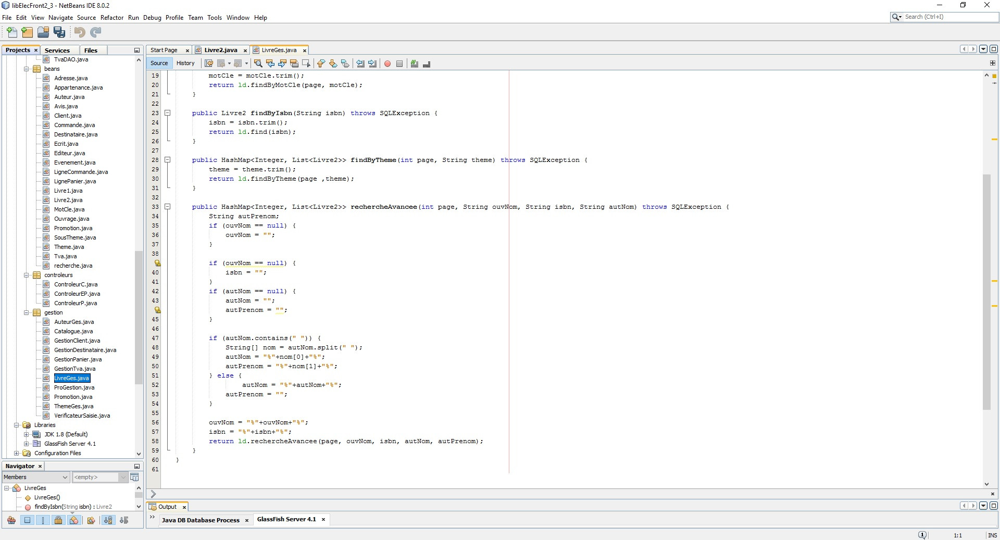 libElecFront2_3 - NetBeans IDE 8.0.2
File Edit View Navigate Source Refactor Run Debug Profile Team Tools Window Help
Search (Ctrl+I)
Projects Services Files
TvaDAO.java
beans
Adresse.java
Appartenance.java
Auteur.java
Avis.java
Client.java
Commande.java
Destinataire.java
Ecrit.java
Editeur.java
Evenement.java
LigneCommande.java
LignePanier.java
Livre1.java
Livre2.java
MotCle.java
Ouvrage.java
Promotion.java
SousTheme.java
Theme.java
Tva.java
recherche.java
controleurs
ControleurC.java
ControleurEP.java
ControleurP.java
gestion
AuteurGes.java
Catalogue.java
GestionClient.java
GestionDestinataire.java
GestionPanier.java
GestionTva.java
LivreGes.java
ProGestion.java
Promotion.java
ThemeGes.java
VerificateurSaisie.java
Libraries
JDK 1.8 (Default)
GlassFish Server 4.1
Configuration Files
Navigator
Members <empty>
LivreGes
LivreGes()
findByIsbn(String isbn) : Livre2
Start Page Livre2.java LivreGes.java
Source History
19 motCle = motCle.trim();
20 return ld.findByMotCle(page, motCle);
21 }
22
23 public Livre2 findByIsbn(String isbn) throws SQLException {
24 isbn = isbn.trim();
25 return ld.find(isbn);
26 }
27
28 public HashMap<Integer, List<Livre2>> findByTheme(int page, String theme) throws SQLException {
29 theme = theme.trim();
30 return ld.findByTheme(page ,theme);
31 }
32
33 public HashMap<Integer, List<Livre2>> rechercheAvancee(int page, String ouvNom, String isbn, String autNom) throws SQLException {
34 String autPrenom;
35 if (ouvNom == null) {
36 ouvNom = "";
37 }
38
if (ouvNom == null) {
40 isbn = "";
41 }
42 if (autNom == null) {
43 autNom = "";
autPrenom = "";
45 }
46
47 if (autNom.contains(" ")) {
48 String[] nom = autNom.split(" ");
49 autNom = "%"+nom[0]+"%";
50 autPrenom = "%"+nom[1]+"%";
51 } else {
52 autNom = "%"+autNom+"%";
53 autPrenom = "";
54 }
55
56 ouvNom = "%"+ouvNom+"%";
57 isbn = "%"+isbn+"%";
58 return ld.rechercheAvancee(page, ouvNom, isbn, autNom, autPrenom);
59 }
60 }
61
Output
Java DB Database Process GlassFish Server 4.1
1 1:1 INS